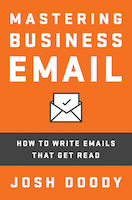 MASTERING
BUSINESS
EMAIL
HOW TO WRITE EMAILS
THAT GET READ
JOSH DOODY